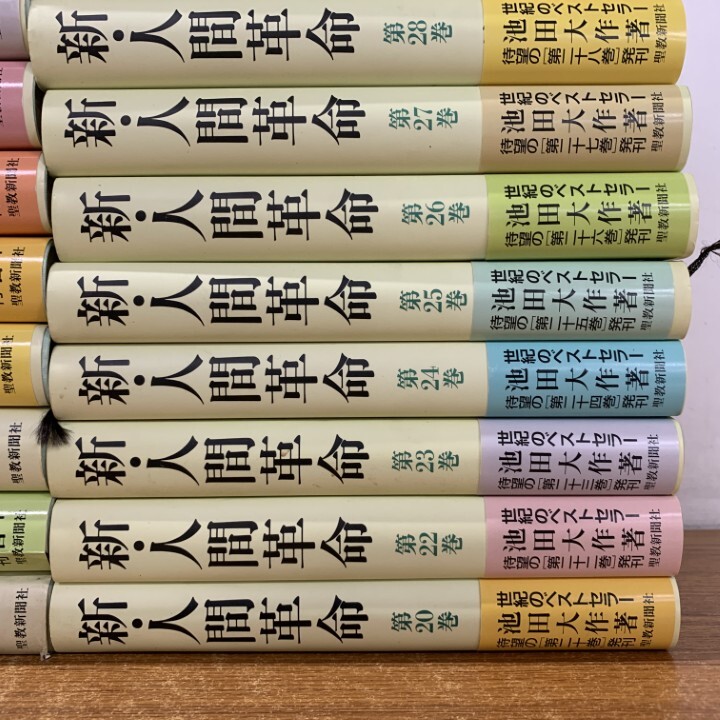 新・人間革命 第28巻
世紀のベストセラー
池田大作著
待望の「第二十八巻」発刊
聖教新聞社
新・人間革命 第27巻
世紀のベストセラー
池田大作著
待望の「第二十七巻」発刊
聖教新聞社
新・人間革命 第26巻
世紀のベストセラー
池田大作著
待望の「第二十六巻」発刊
聖教新聞社
新・人間革命 第25巻
世紀のベストセラー
池田大作著
待望の「第二十五巻」発刊
聖教新聞社
新・人間革命 第24巻
世紀のベストセラー
池田大作著
待望の「第二十四巻」発刊
聖教新聞社
新・人間革命 第23巻
世紀のベストセラー
池田大作著
待望の「第二十三巻」発刊
聖教新聞社
新・人間革命 第22巻
世紀のベストセラー
池田大作著
待望の「第二十二巻」発刊
聖教新聞社
新・人間革命 第20巻
世紀のベストセラー
池田大作著
待望の「第二十巻」発刊
聖教新聞社
聖教新聞社
聖教新聞社
聖教新聞社
聖教新聞社
聖教新聞社
聖教新聞社
聖教新聞社